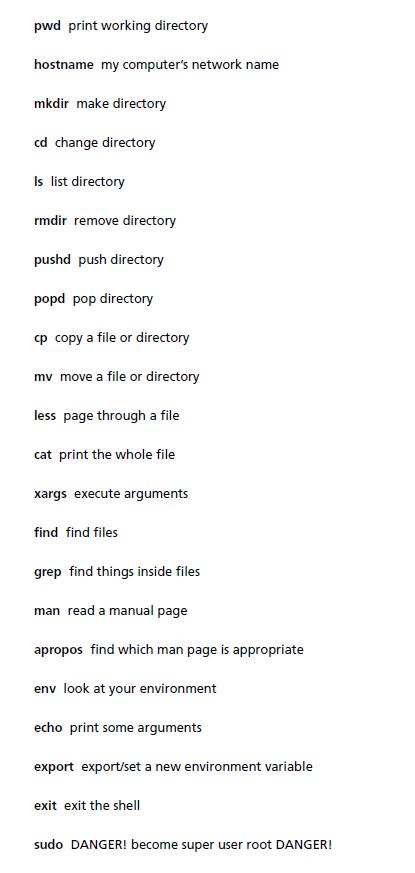 pwd print working directory
hostname my computer’s network name
mkdir make directory
cd change directory
ls list directory
rmdir remove directory
pushd push directory
popd pop directory
cp copy a file or directory
mv move a file or directory
less page through a file
cat print the whole file
xargs execute arguments
find find files
grep find things inside files
man read a manual page
apropos find which man page is appropriate
env look at your environment
echo print some arguments
export export/set a new environment variable
exit exit the shell
sudo DANGER! become super user root DANGER!